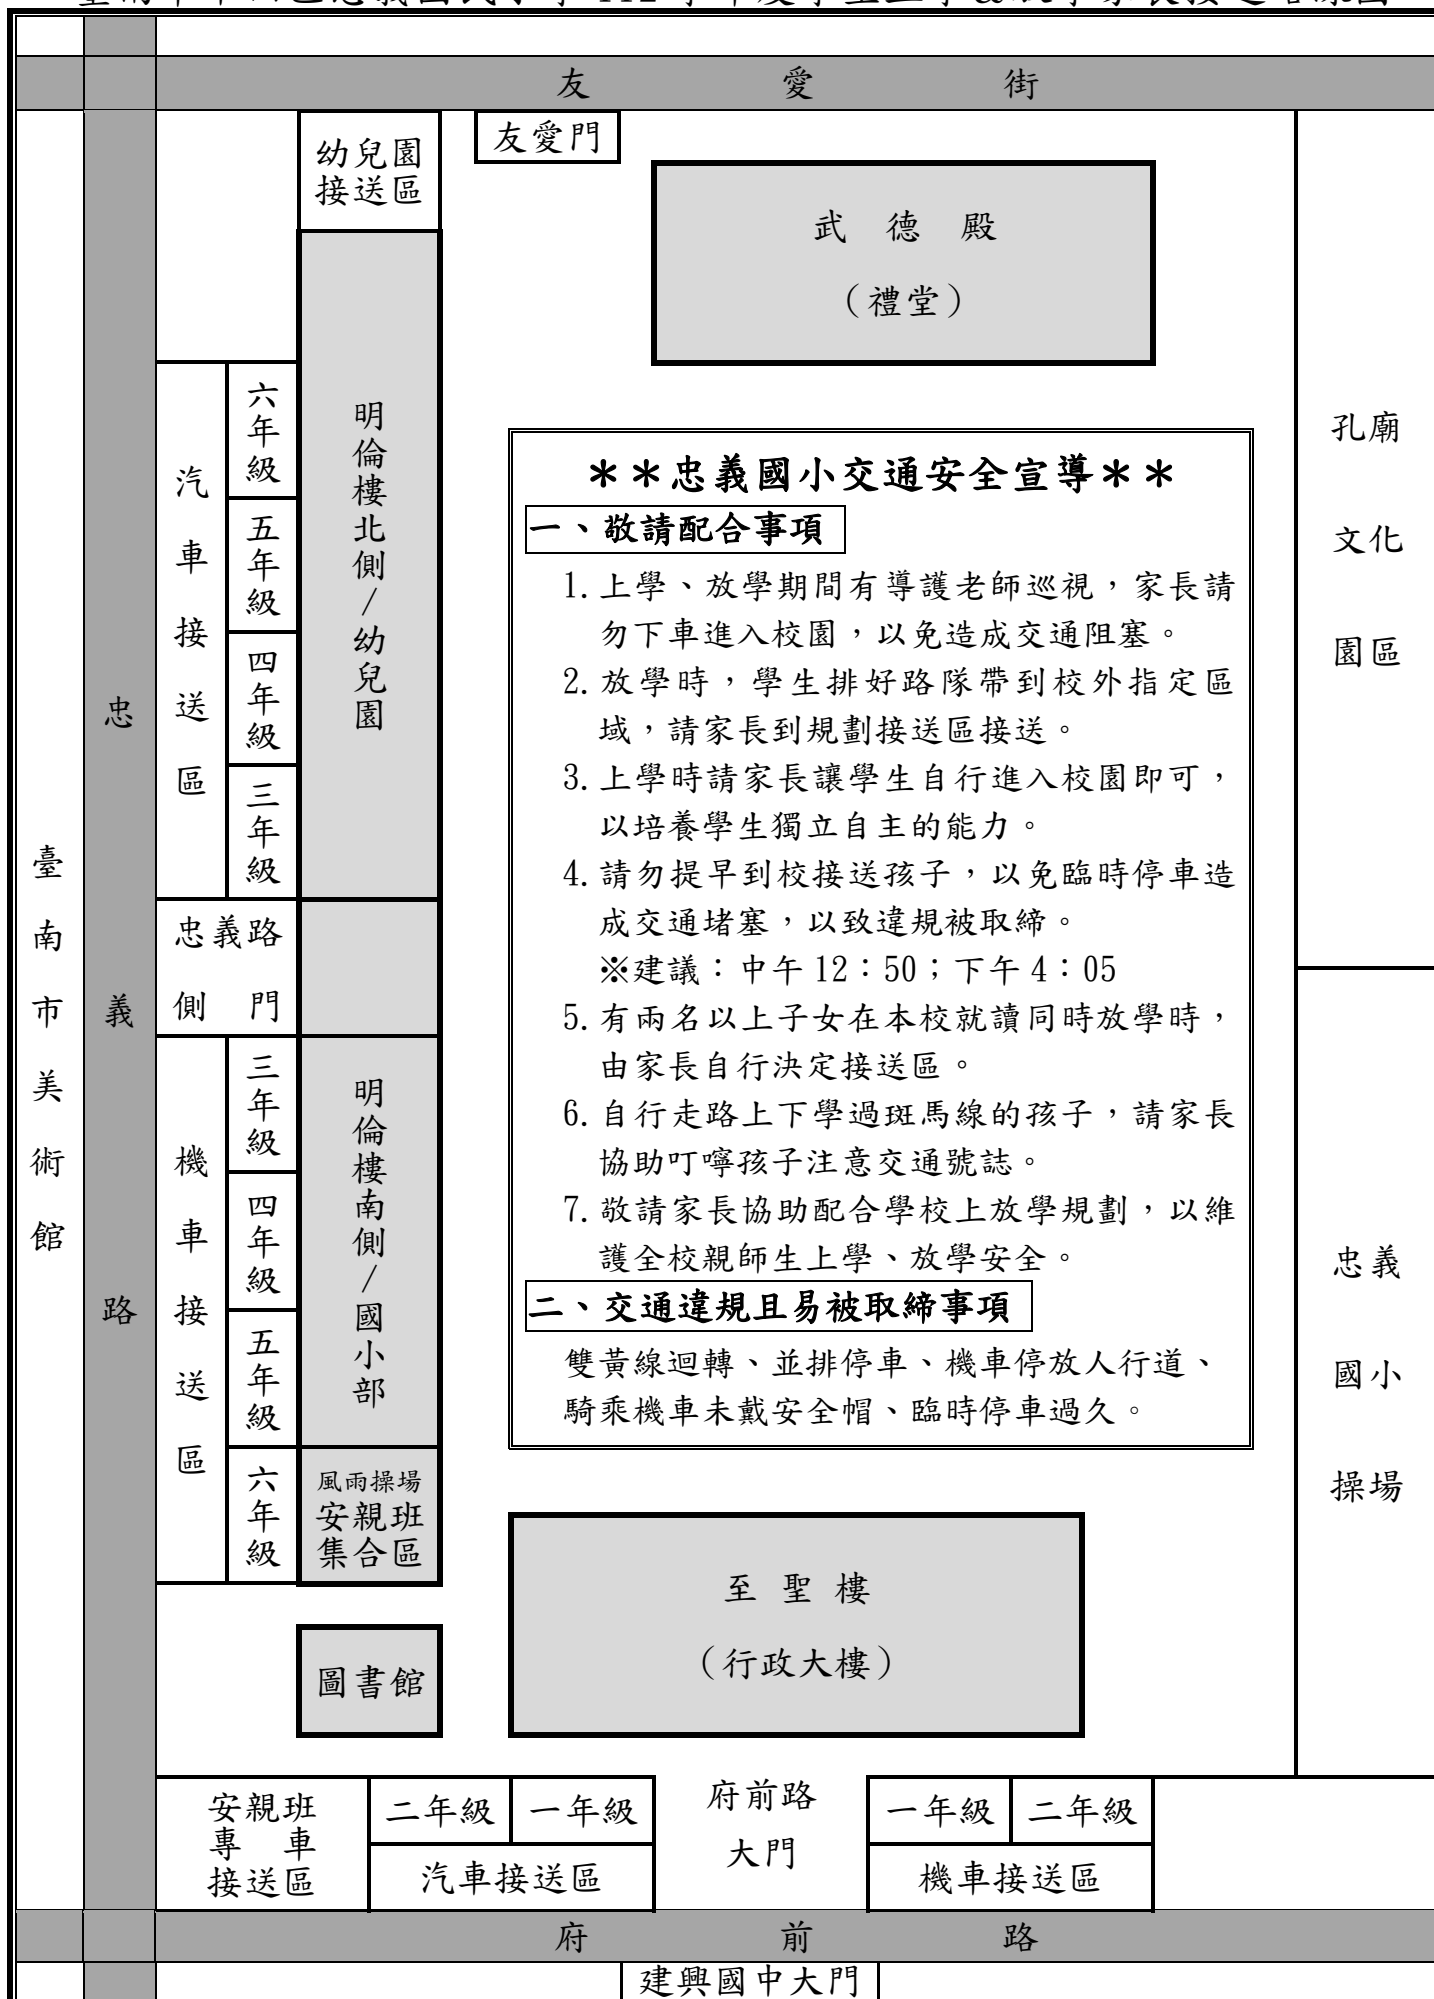 友愛街
幼兒園
接送區
友愛門
武德殿
（禮堂）
汽車接送區
六年級
五年級
四年級
三年級
明倫樓北側/幼兒園
孔廟
文化
園區
＊＊忠義國小交通安全宣導＊＊
一、敬請配合事項
1.上學、放學期間有導護老師巡視，家長請
勿下車進入校園，以免造成交通阻塞。
2.放學時，學生排好路隊帶到校外指定區
域，請家長到規劃接送區接送。
3.上學時請家長讓學生自行進入校園即可，
以培養學生獨立自主的能力。
4.請勿提早到校接送孩子，以免臨時停車造
成交通堵塞，以致違規被取締。
※建議：中午12：50；下午4：05
5.有兩名以上子女在本校就讀同時放學時，
由家長自行決定接送區。
6.自行走路上下學過斑馬線的孩子，請家長
協助叮嚀孩子注意交通號誌。
7.敬請家長協助配合學校上放學規劃，以維
護全校親師生上學、放學安全。
二、交通違規且易被取締事項
雙黃線迴轉、並排停車、機車停放人行道、
騎乘機車未戴安全帽、臨時停車過久。
臺南市美術館
忠義路
忠義路
側門
機車接送區
三年級
四年級
五年級
六年級
明倫樓南側/國小部
風雨操場
安親班
集合區
忠義
國小
操場
至聖樓
（行政大樓）
圖書館
安親班
專車
接送區
二年級
一年級
汽車接送區
府前路
大門
一年級
二年級
機車接送區
府前路
建興國中大門